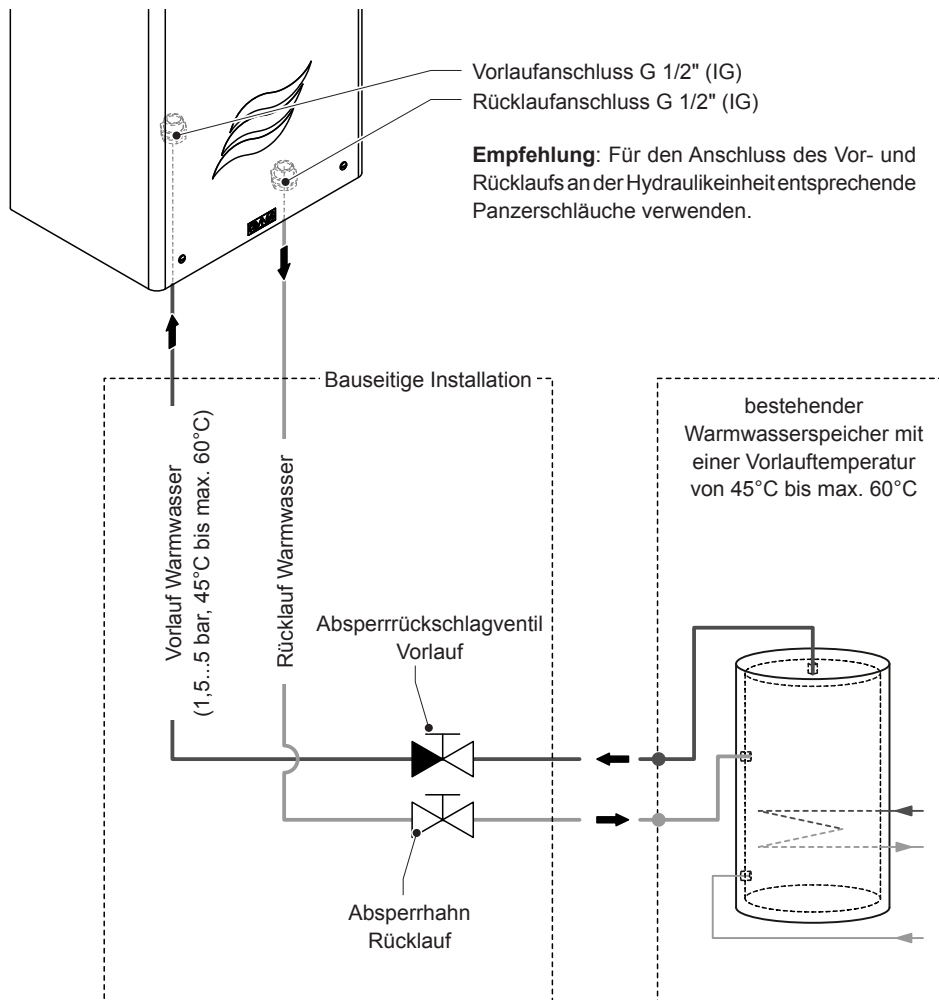 Vorlaufanschluss G 1/2" (IG)
Rücklaufanschluss G 1/2" (IG)
Empfehlung: Für den Anschluss des Vor- und
Rücklaufs an der Hydraulikeinheit entsprechende
Panzerschläuche verwenden.
Bauseitige Installation
bestehender
Warmwasserspeicher mit
einer Vorlauftemperatur
von 45°C bis max. 60°C
Vorlauf Warmwasser
(1,5...5 bar, 45°C bis max. 60°C)
Rücklauf Warmwasser
Absperrrückschlagventil
Vorlauf
Absperrhahn
Rücklauf